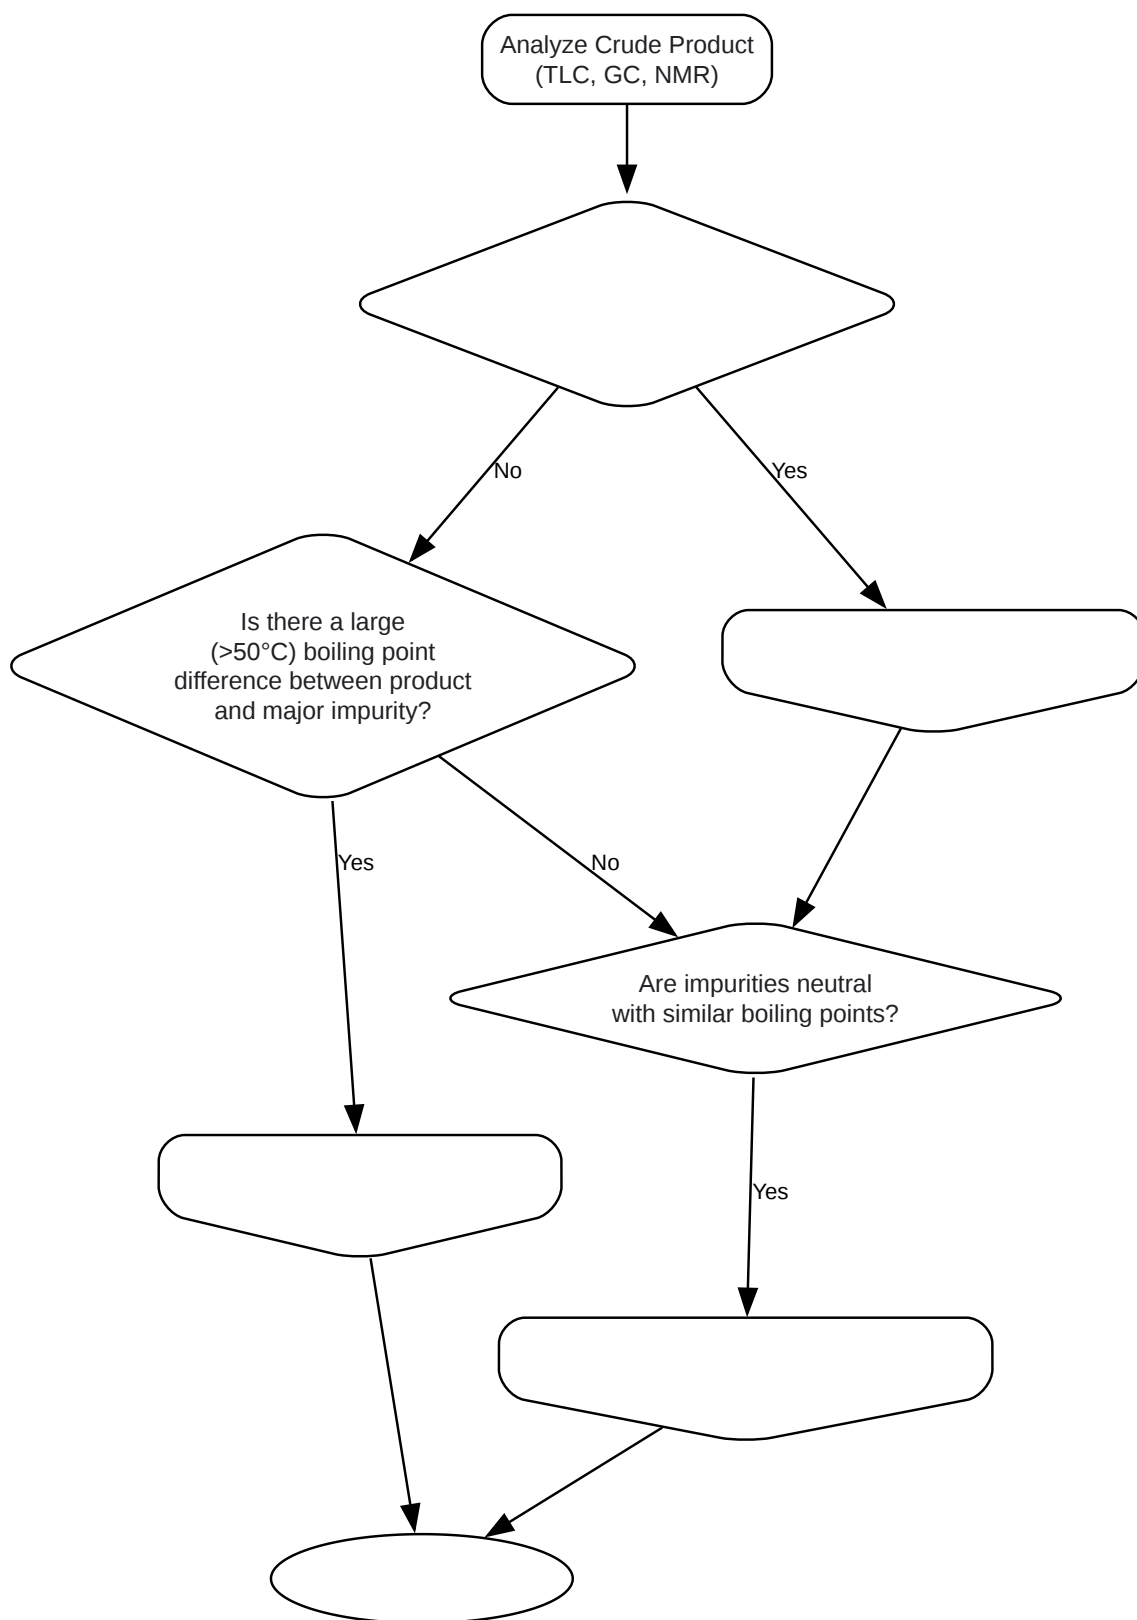 Analyze Crude Product
(TLC, GC, NMR)
No
Yes
Is there a large
(>50°C) boiling point
difference between product
and major impurity?
Yes
No
Are impurities neutral
with similar boiling points?
Yes